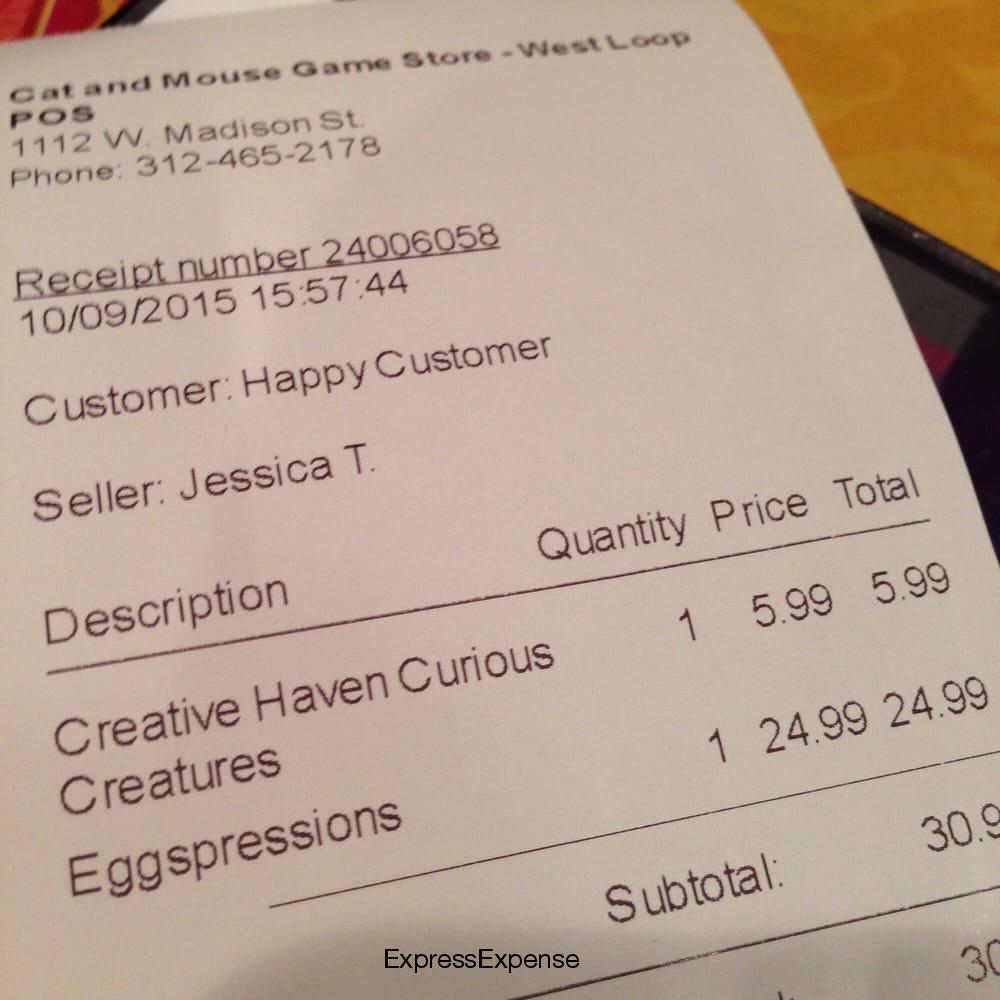 Cat and Mouse Game Store - West Loop
POS
1112 W. Madison St.
Phone: 312-465-2178
Receipt number 24006058
10/09/2015 15:57:44
Customer: Happy Customer
Seller: Jessica T.
Description Quantity Price Total
Creative Haven Curious 1 5.99 5.99
Creatures
Eggspressions 1 24.99 24.99
Subtotal: 30.9
30
ExpressExpense